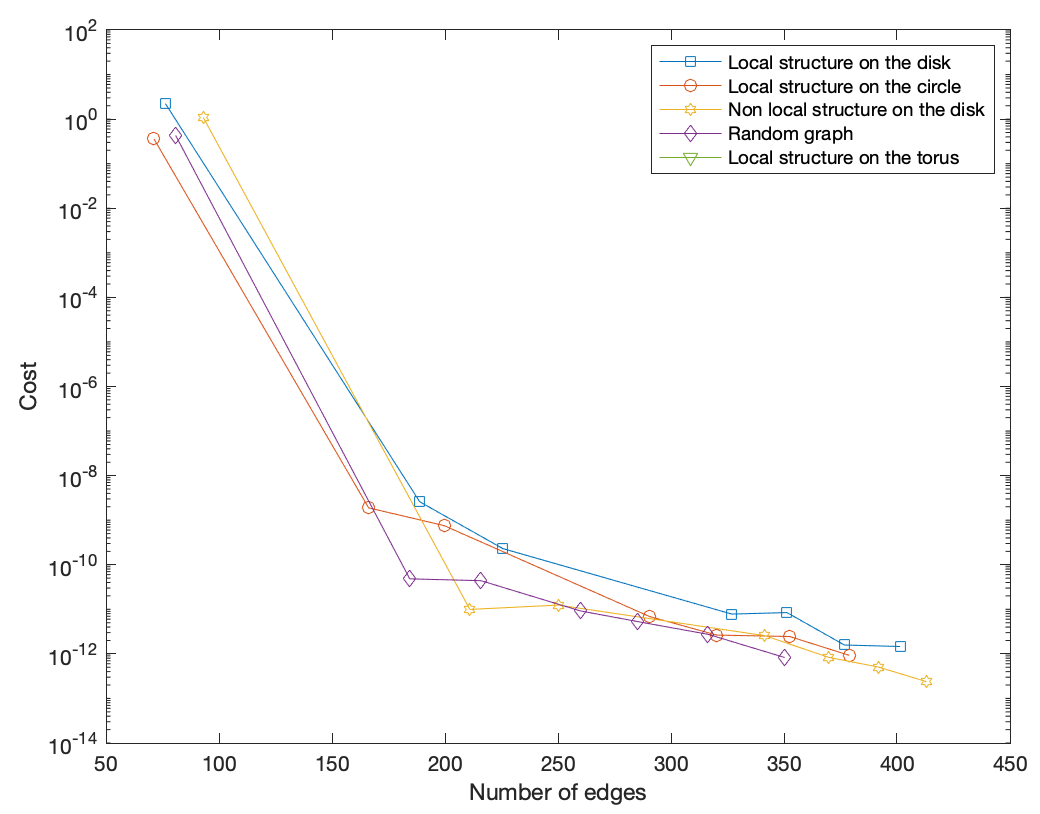 10^2
10^0
10^-2
10^-4
10^-6
10^-8
10^-10
10^-12
10^-14
Cost
50 100 150 200 250 300 350 400 450
Number of edges
Local structure on the disk
Local structure on the circle
Non local structure on the disk
Random graph
Local structure on the torus